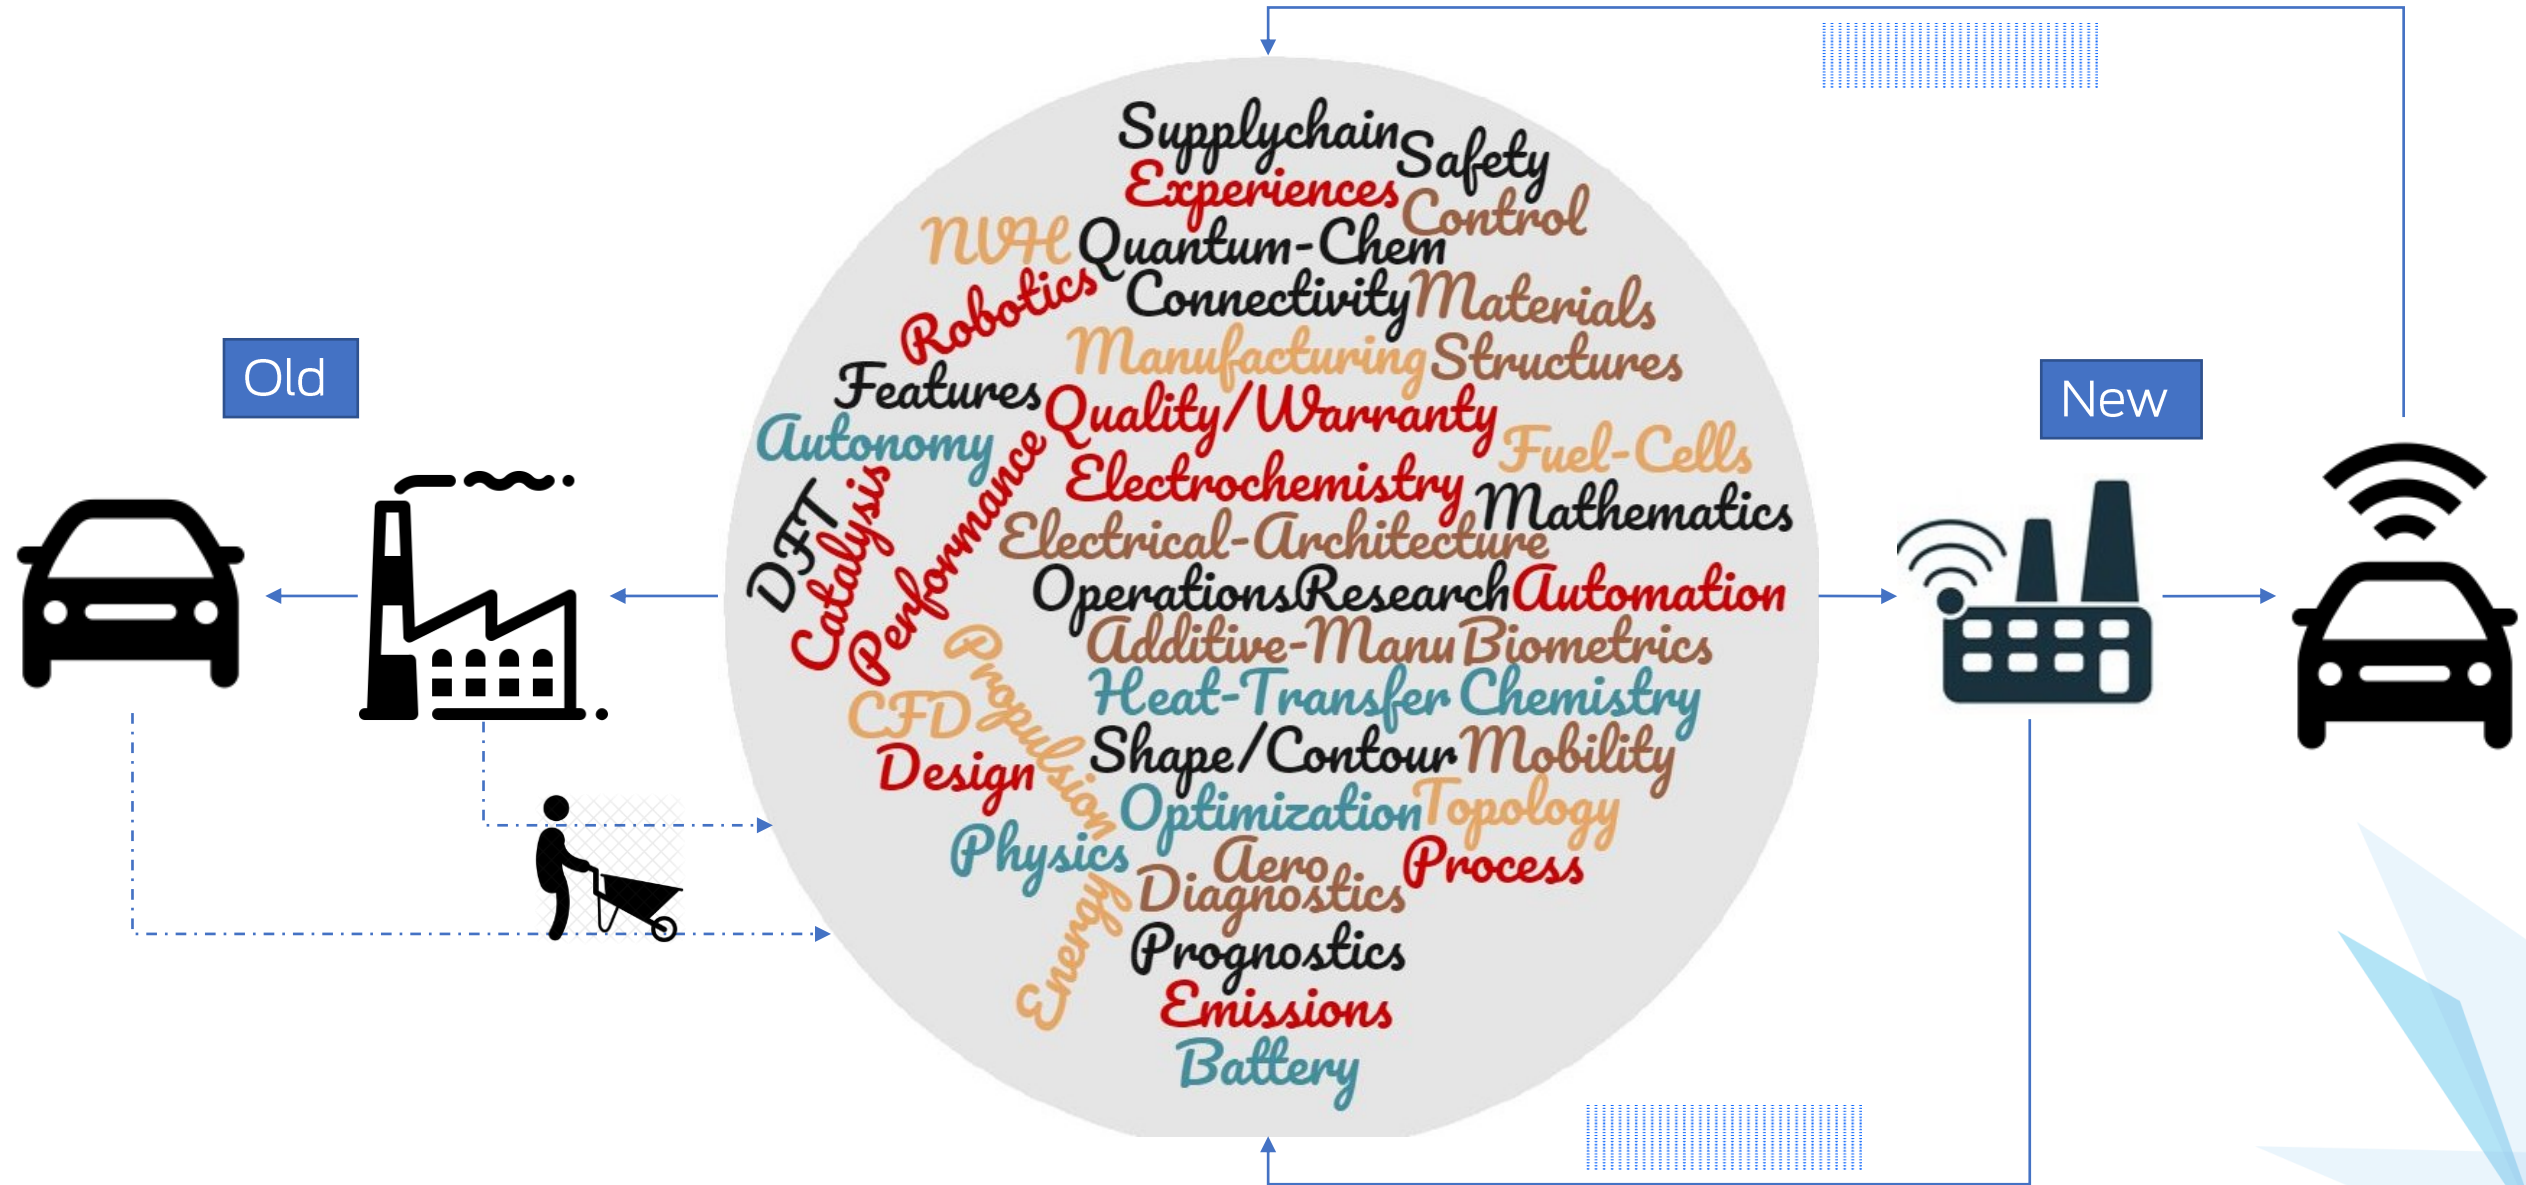 Old
New
Supplychain
Safety
Experiences
Control
NVH
Quantum-Chem
Robotics
Connectivity
Materials
Manufacturing
Structures
Features
Quality/Warranty
Autonomy
Fuel-Cells
Performance
Electrochemistry
DFT
Catalysis
Mathematics
Electrical-Architecture
OperationsResearch
Automation
Additive-Manu
Biometrics
Propulsion
Heat-Transfer
Chemistry
CFD
Shape/Contour
Mobility
Design
Optimization
Topology
Physics
Aero
Process
Diagnostics
Energy
Prognostics
Emissions
Battery